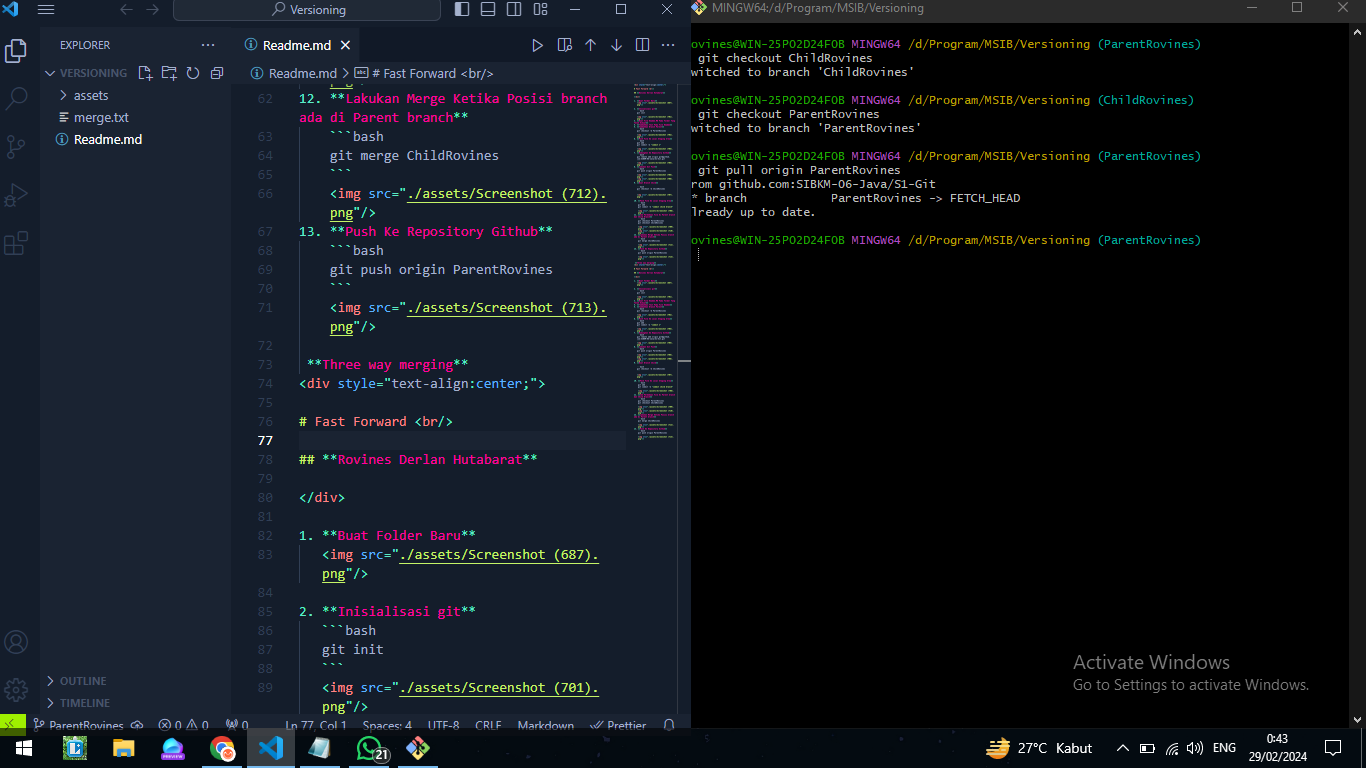 Versioning
EXPLORER
VERSIONING
assets
merge.txt
Readme.md
OUTLINE
TIMELINE
Readme.md
Readme.md > # Fast Forward <br/>
62 12. **Lakukan Merge Ketika Posisi branch
ada di Parent branch**
63 ```bash
64 git merge ChildRovines
65 ```
66 <img src="./assets/Screenshot (712).
png"/>
67 13. **Push Ke Repository Github**
68 ```bash
69 git push origin ParentRovines
70 ```
71 <img src="./assets/Screenshot (713).
png"/>
72
73 **Three way merging**
74 <div style="text-align:center;">
75
76 # Fast Forward <br/>
77
78 ## **Rovines Derlan Hutabarat**
79
80 </div>
81
82 1. **Buat Folder Baru**
83 <img src="./assets/Screenshot (687).
png"/>
84
85 2. **Inisialisasi git**
86 ```bash
87 git init
88 ```
89 <img src="./assets/Screenshot (701).
png"/>
ParentRovines 0 0 0 Ln 77, Col 1 Spaces: 4 UTF-8 CRLF Markdown Prettier
MINGW64:/d/Program/MSIB/Versioning
ovines@WIN-25PO2D24FOB MINGW64 /d/Program/MSIB/Versioning (ParentRovines)
git checkout ChildRovines
witched to branch 'ChildRovines'
ovines@WIN-25PO2D24FOB MINGW64 /d/Program/MSIB/Versioning (ChildRovines)
git checkout ParentRovines
witched to branch 'ParentRovines'
ovines@WIN-25PO2D24FOB MINGW64 /d/Program/MSIB/Versioning (ParentRovines)
git pull origin ParentRovines
rom github.com:SIBKM-06-Java/S1-Git
* branch ParentRovines -> FETCH_HEAD
lready up to date.
ovines@WIN-25PO2D24FOB MINGW64 /d/Program/MSIB/Versioning (ParentRovines)
Activate Windows
Go to Settings to activate Windows.
PREVIEW
21
27°C Kabut
ENG
0:43
29/02/2024